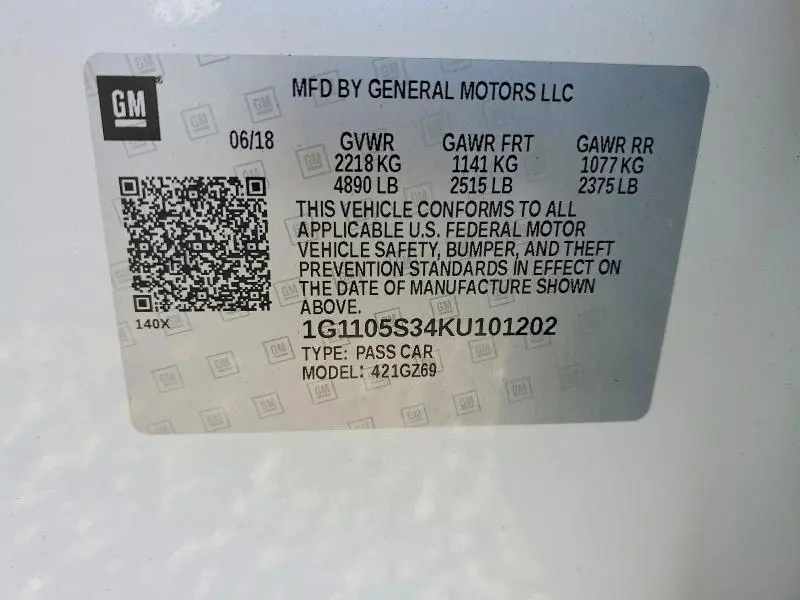 GM
MFD BY GENERAL MOTORS LLC
06/18 GVWR GAWR FRT GAWR RR
2218 KG 1141 KG 1077 KG
4890 LB 2515 LB 2375 LB
THIS VEHICLE CONFORMS TO ALL
APPLICABLE U.S. FEDERAL MOTOR
VEHICLE SAFETY, BUMPER, AND THEFT
PREVENTION STANDARDS IN EFFECT ON
THE DATE OF MANUFACTURE SHOWN
ABOVE.
140X
1G1105S34KU101202
TYPE: PASS CAR
MODEL: 421GZ69